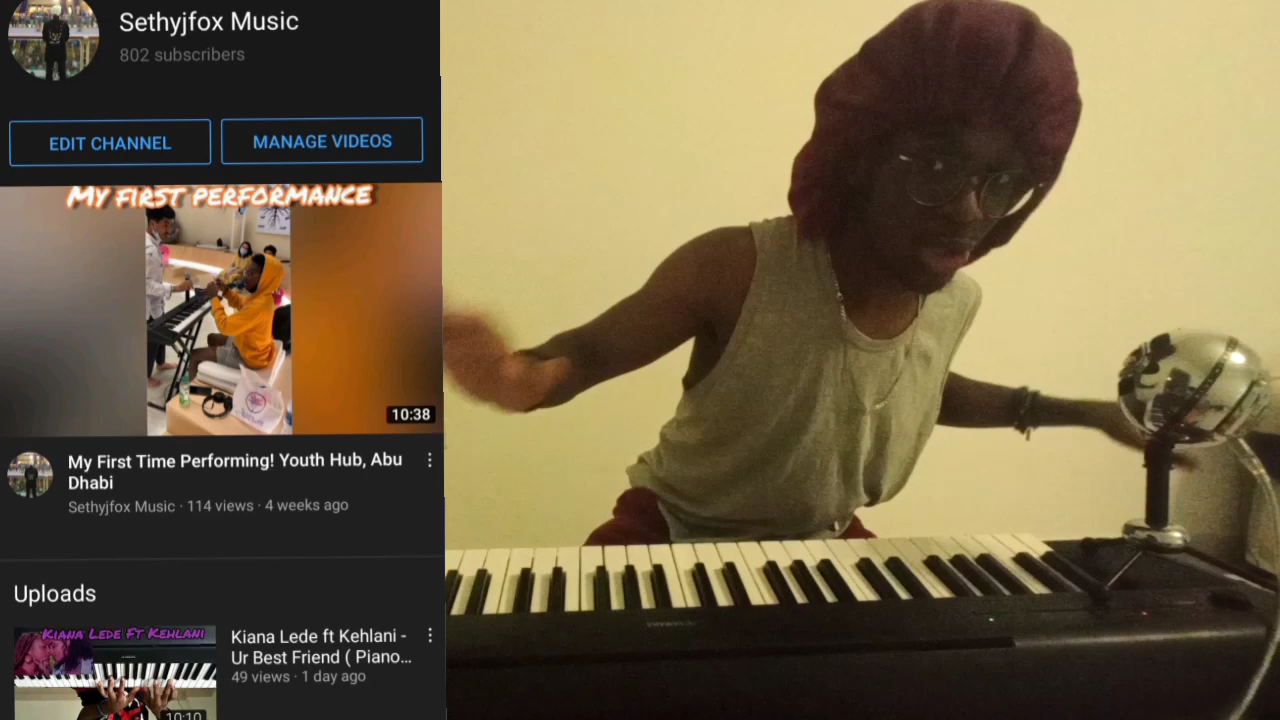 Sethyjfox Music
802 subscribers
EDIT CHANNEL
MANAGE VIDEOS
MY FIRST PERFORMANCE
10:38
My First Time Performing! Youth Hub, Abu
Dhabi
Sethyjfox Music · 114 views · 4 weeks ago
Uploads
KIANA LEDE FT KEHLANI
10:10
Kiana Lede ft Kehlani -
Ur Best Friend ( Piano...
49 views · 1 day ago